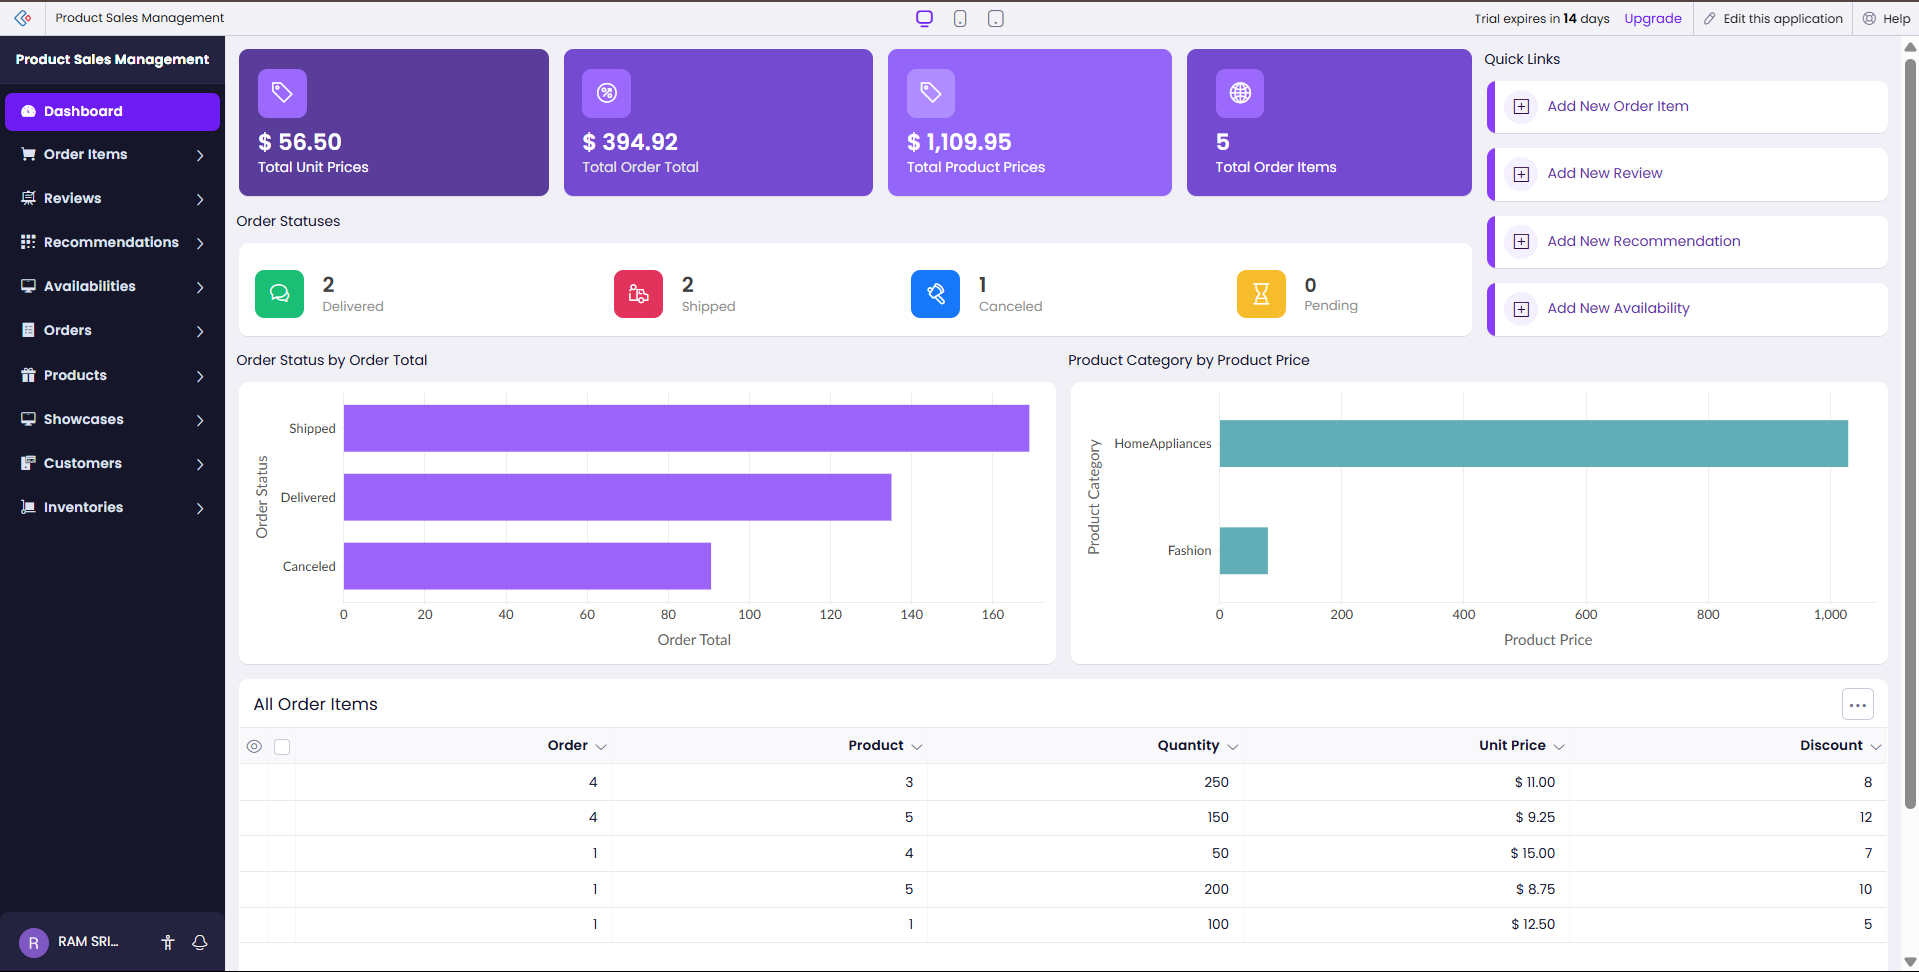 Product Sales Management
Trial expires in 14 days Upgrade Edit this application Help
Product Sales Management
Dashboard
Order Items
Reviews
Recommendations
Availabilities
Orders
Products
Showcases
Customers
Inventories
R RAM SRI...
$ 56.50
Total Unit Prices
$ 394.92
Total Order Total
$ 1,109.95
Total Product Prices
5
Total Order Items
Quick Links
Add New Order Item
Add New Review
Add New Recommendation
Add New Availability
Order Statuses
2
Delivered
2
Shipped
1
Canceled
0
Pending
Order Status by Order Total
Order Status
Shipped
Delivered
Canceled
0 20 40 60 80 100 120 140 160
Order Total
Product Category by Product Price
Product Category
HomeAppliances
Fashion
0 200 400 600 800 1,000
Product Price
All Order Items
Order Product Quantity Unit Price Discount
4 3 250 $ 11.00 8
4 5 150 $ 9.25 12
1 4 50 $ 15.00 7
1 5 200 $ 8.75 10
1 1 100 $ 12.50 5